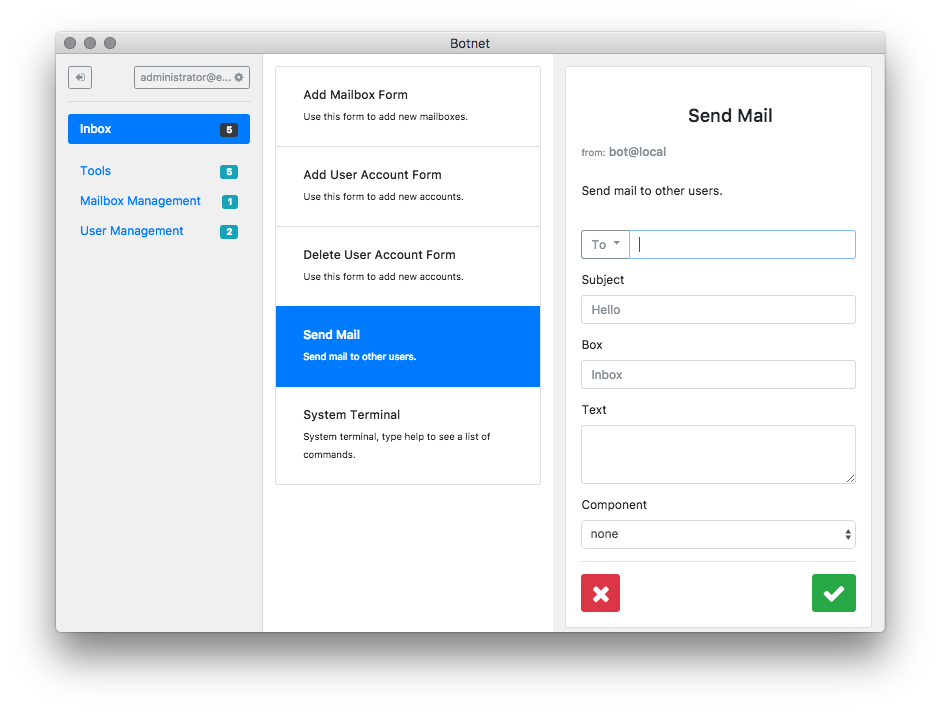 Botnet
administrator@e...
Inbox 5
Tools 5
Mailbox Management 1
User Management 2
Add Mailbox Form
Use this form to add new mailboxes.
Add User Account Form
Use this form to add new accounts.
Delete User Account Form
Use this form to add new accounts.
Send Mail
Send mail to other users.
System Terminal
System terminal, type help to see a list of
commands.
Send Mail
from: bot@local
Send mail to other users.
To
Subject
Hello
Box
Inbox
Text
Component
none